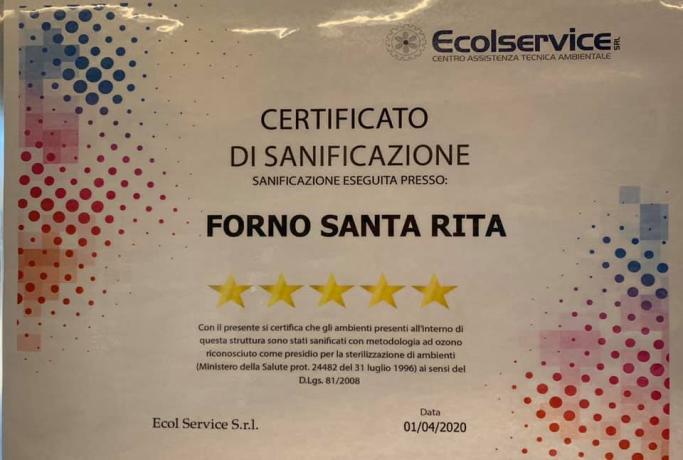 Ecolservice SRL
CENTRO ASSISTENZA TECNICA AMBIENTALE
CERTIFICATO
DI SANIFICAZIONE
SANIFICAZIONE ESEGUITA PRESSO:
FORNO SANTA RITA
Con il presente si certifica che gli ambienti presenti all'interno di
questa struttura sono stati sanificati con metodologia ad ozono
riconosciuto come presidio per la sterilizzazione di ambienti
(Ministero della Salute prot. 24482 del 31 luglio 1996) ai sensi del
D.Lgs. 81/2008
Ecol Service S.r.l.
Data
01/04/2020